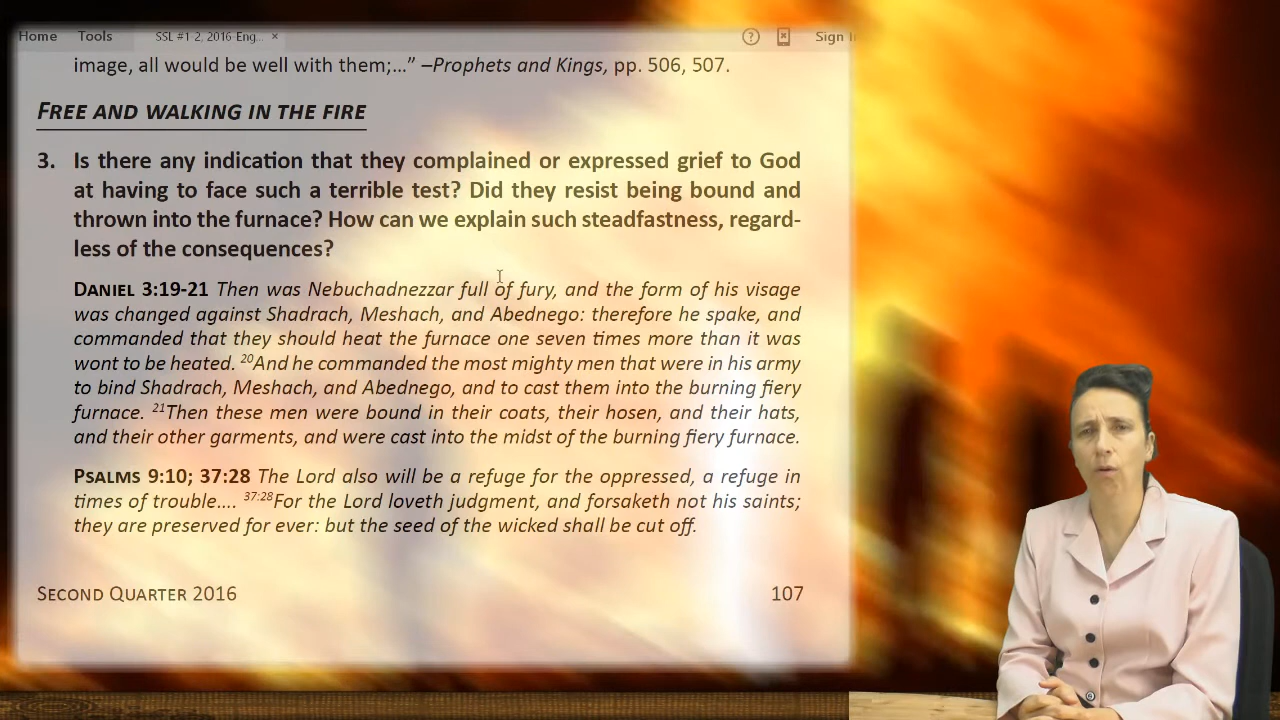 Home Tools SSL #1 2, 2016 Eng... × ? Sign I
image, all would be well with them;…” –Prophets and Kings, pp. 506, 507.
FREE AND WALKING IN THE FIRE
3. Is there any indication that they complained or expressed grief to God
at having to face such a terrible test? Did they resist being bound and
thrown into the furnace? How can we explain such steadfastness, regard-
less of the consequences?
DANIEL 3:19-21 Then was Nebuchadnezzar full of fury, and the form of his visage
was changed against Shadrach, Meshach, and Abednego: therefore he spake, and
commanded that they should heat the furnace one seven times more than it was
wont to be heated. 20And he commanded the most mighty men that were in his army
to bind Shadrach, Meshach, and Abednego, and to cast them into the burning fiery
furnace. 21Then these men were bound in their coats, their hosen, and their hats,
and their other garments, and were cast into the midst of the burning fiery furnace.
PSALMS 9:10; 37:28 The Lord also will be a refuge for the oppressed, a refuge in
times of trouble…. 37:28For the Lord loveth judgment, and forsaketh not his saints;
they are preserved for ever: but the seed of the wicked shall be cut off.
SECOND QUARTER 2016 107